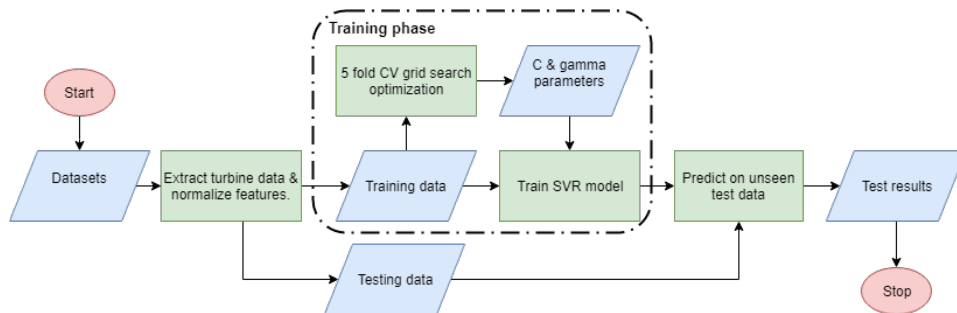 Training phase
5 fold CV grid search
optimization
C & gamma
parameters
Start
Datasets
Extract turbine data &
normalize features.
Training data
Train SVR model
Predict on unseen
test data
Test results
Testing data
Stop